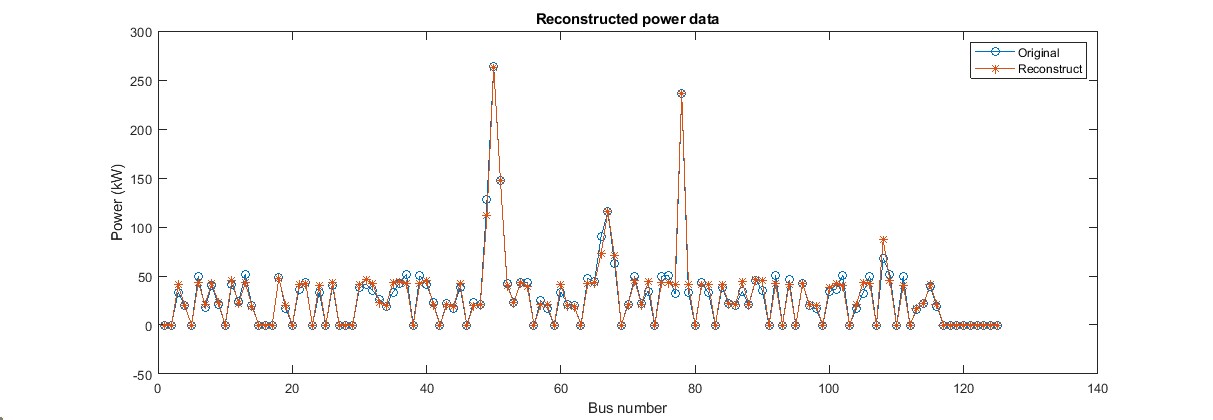 Reconstructed power data
300
250
200
150
100
50
0
-50
Power (kW)
Original
Reconstruct
0 20 40 60 80 100 120 140
Bus number